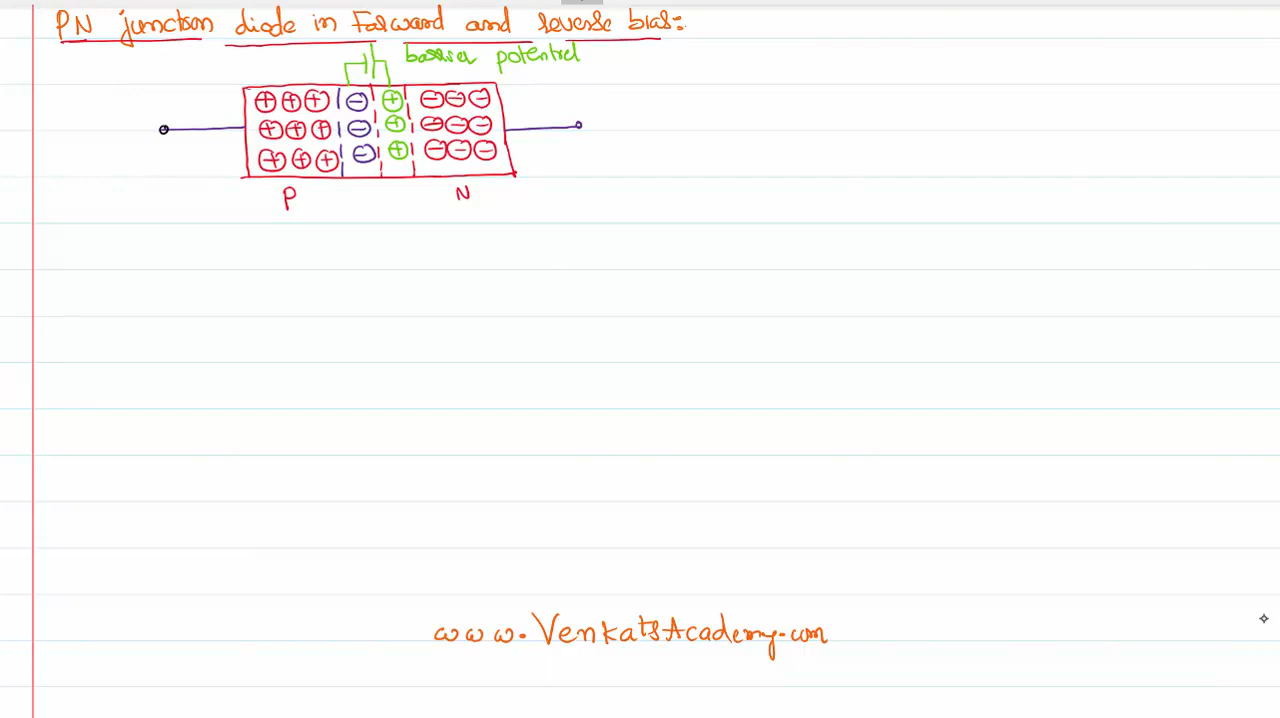 PN junction diode in Forward and reverse bias:
barrier potential
P N
www.VenkatsAcademy.com